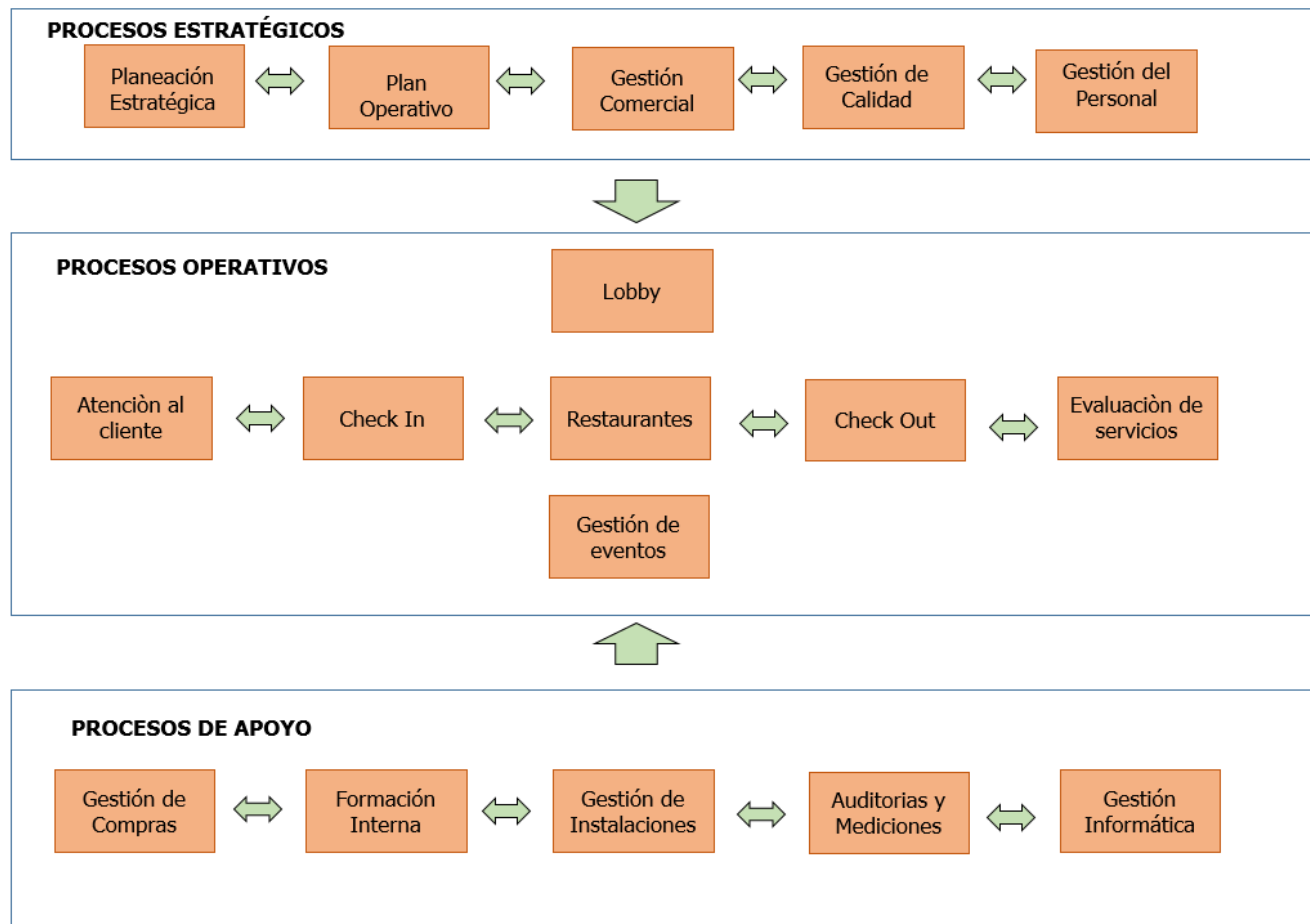 PROCESOS ESTRATÉGICOS
Planeación
Estratégica
Plan
Operativo
Gestión
Comercial
Gestión de
Calidad
Gestión del
Personal
PROCESOS OPERATIVOS
Lobby
Atenciòn al
cliente
Check In
Restaurantes
Check Out
Evaluaciòn de
servicios
Gestión de
eventos
PROCESOS DE APOYO
Gestión de
Compras
Formación
Interna
Gestión de
Instalaciones
Auditorias y
Mediciones
Gestión
Informática